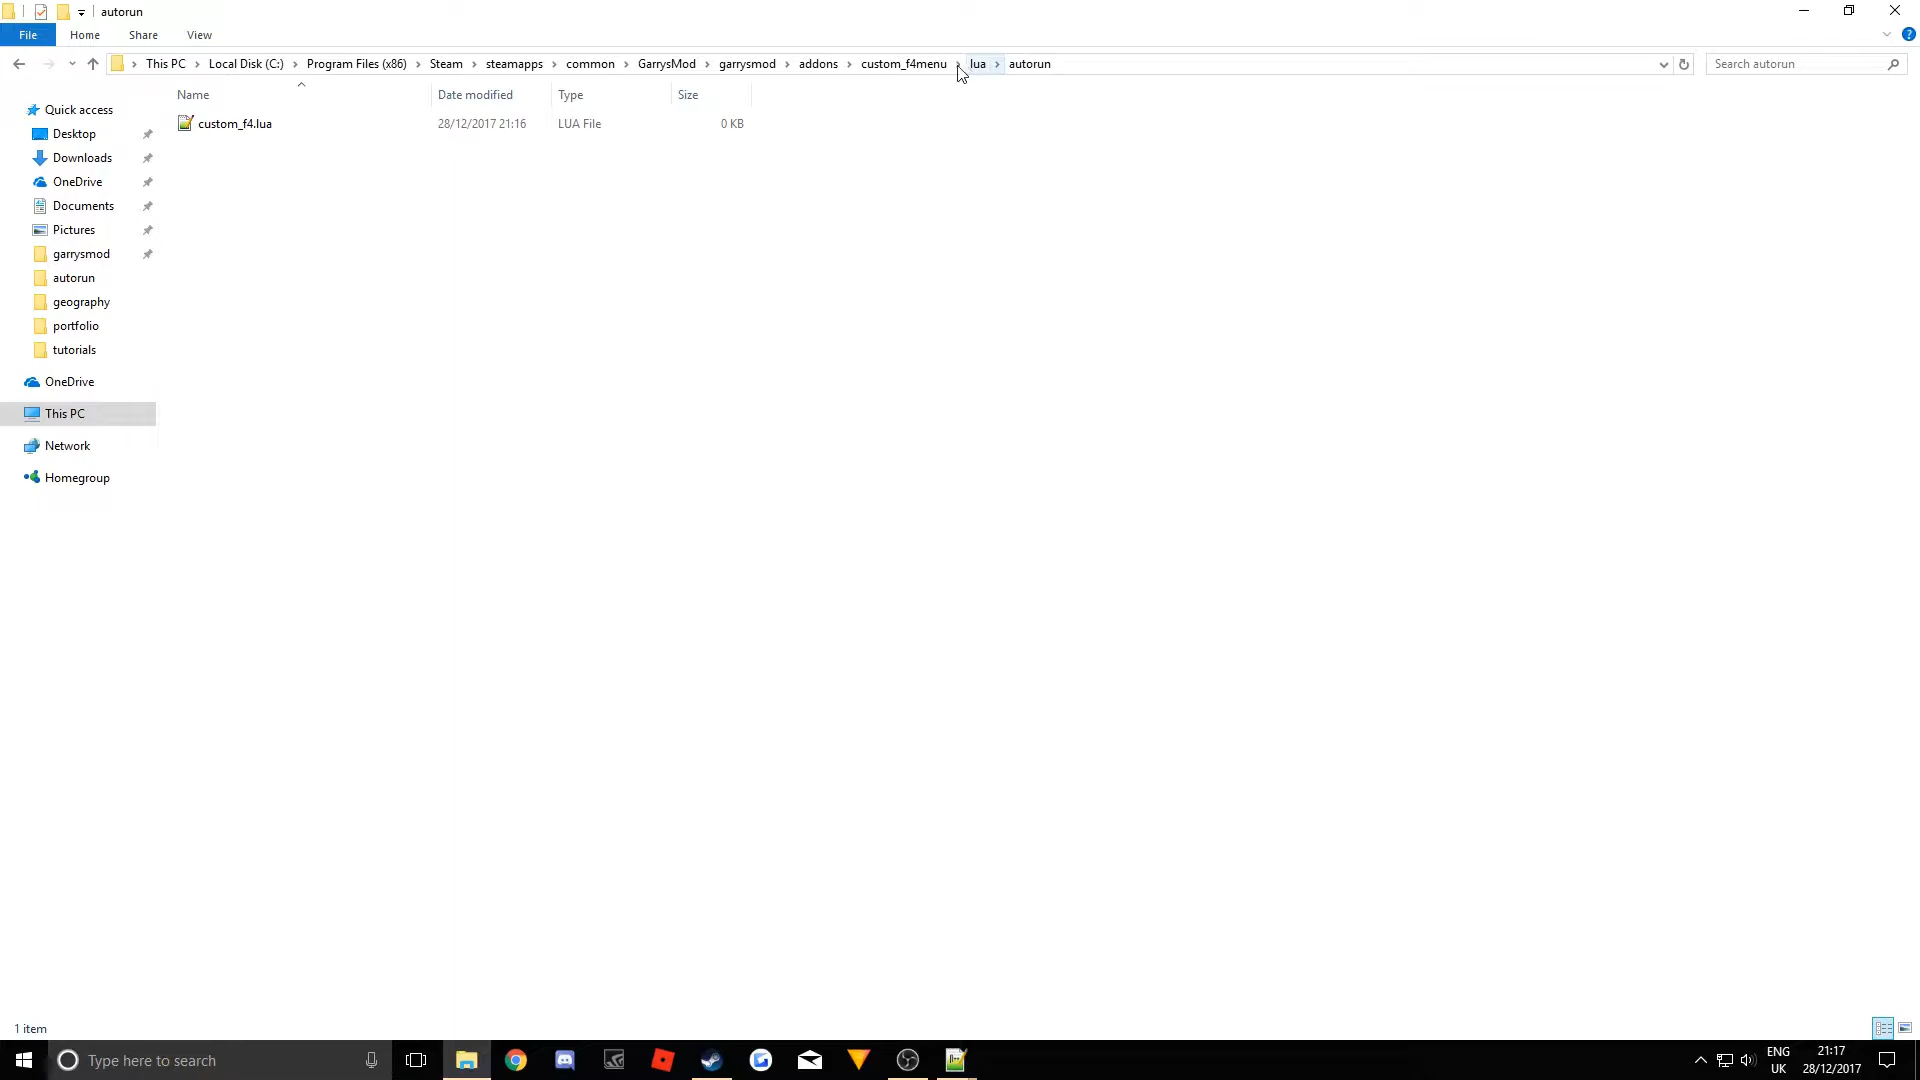 autorun
File Home Share View
This PC Local Disk (C:) Program Files (x86) Steam steamapps common GarrysMod garrysmod addons custom_f4menu lua autorun Search autorun
Name Date modified Type Size
custom_f4.lua 28/12/2017 21:16 LUA File 0 KB
Quick access
Desktop
Downloads
OneDrive
Documents
Pictures
garrysmod
autorun
geography
portfolio
tutorials
OneDrive
This PC
Network
Homegroup
1 item
Type here to search
ENG 21:17
UK 28/12/2017